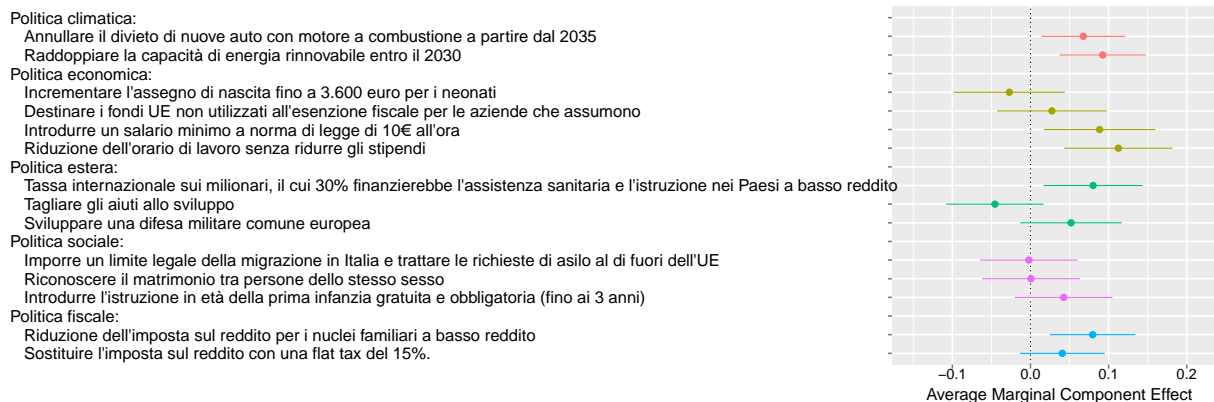 Politica climatica:
Annullare il divieto di nuove auto con motore a combustione a partire dal 2035
Raddoppiare la capacità di energia rinnovabile entro il 2030
Politica economica:
Incrementare l'assegno di nascita fino a 3.600 euro per i neonati
Destinare i fondi UE non utilizzati all'esenzione fiscale per le aziende che assumono
Introdurre un salario minimo a norma di legge di 10€ all'ora
Riduzione dell'orario di lavoro senza ridurre gli stipendi
Politica estera:
Tassa internazionale sui milionari, il cui 30% finanzierebbe l'assistenza sanitaria e l'istruzione nei Paesi a basso reddito
Tagliare gli aiuti allo sviluppo
Sviluppare una difesa militare comune europea
Politica sociale:
Imporre un limite legale della migrazione in Italia e trattare le richieste di asilo al di fuori dell'UE
Riconoscere il matrimonio tra persone dello stesso sesso
Introdurre l'istruzione in età della prima infanzia gratuita e obbligatoria (fino ai 3 anni)
Politica fiscale:
Riduzione dell'imposta sul reddito per i nuclei familiari a basso reddito
Sostituire l'imposta sul reddito con una flat tax del 15%.
−0.1 0.0 0.1 0.2
Average Marginal Component Effect